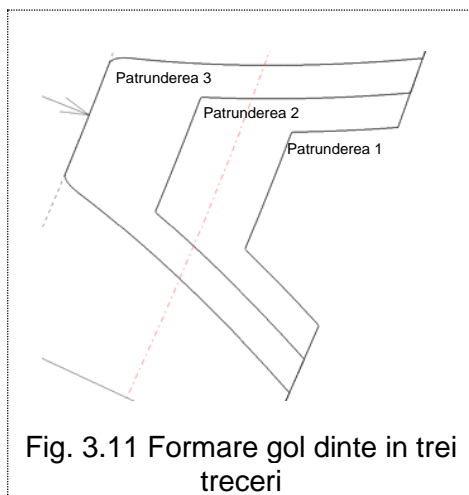 Patrunderea 3
Patrunderea 2
Patrunderea 1
Fig. 3.11 Formare gol dinte in trei
treceri